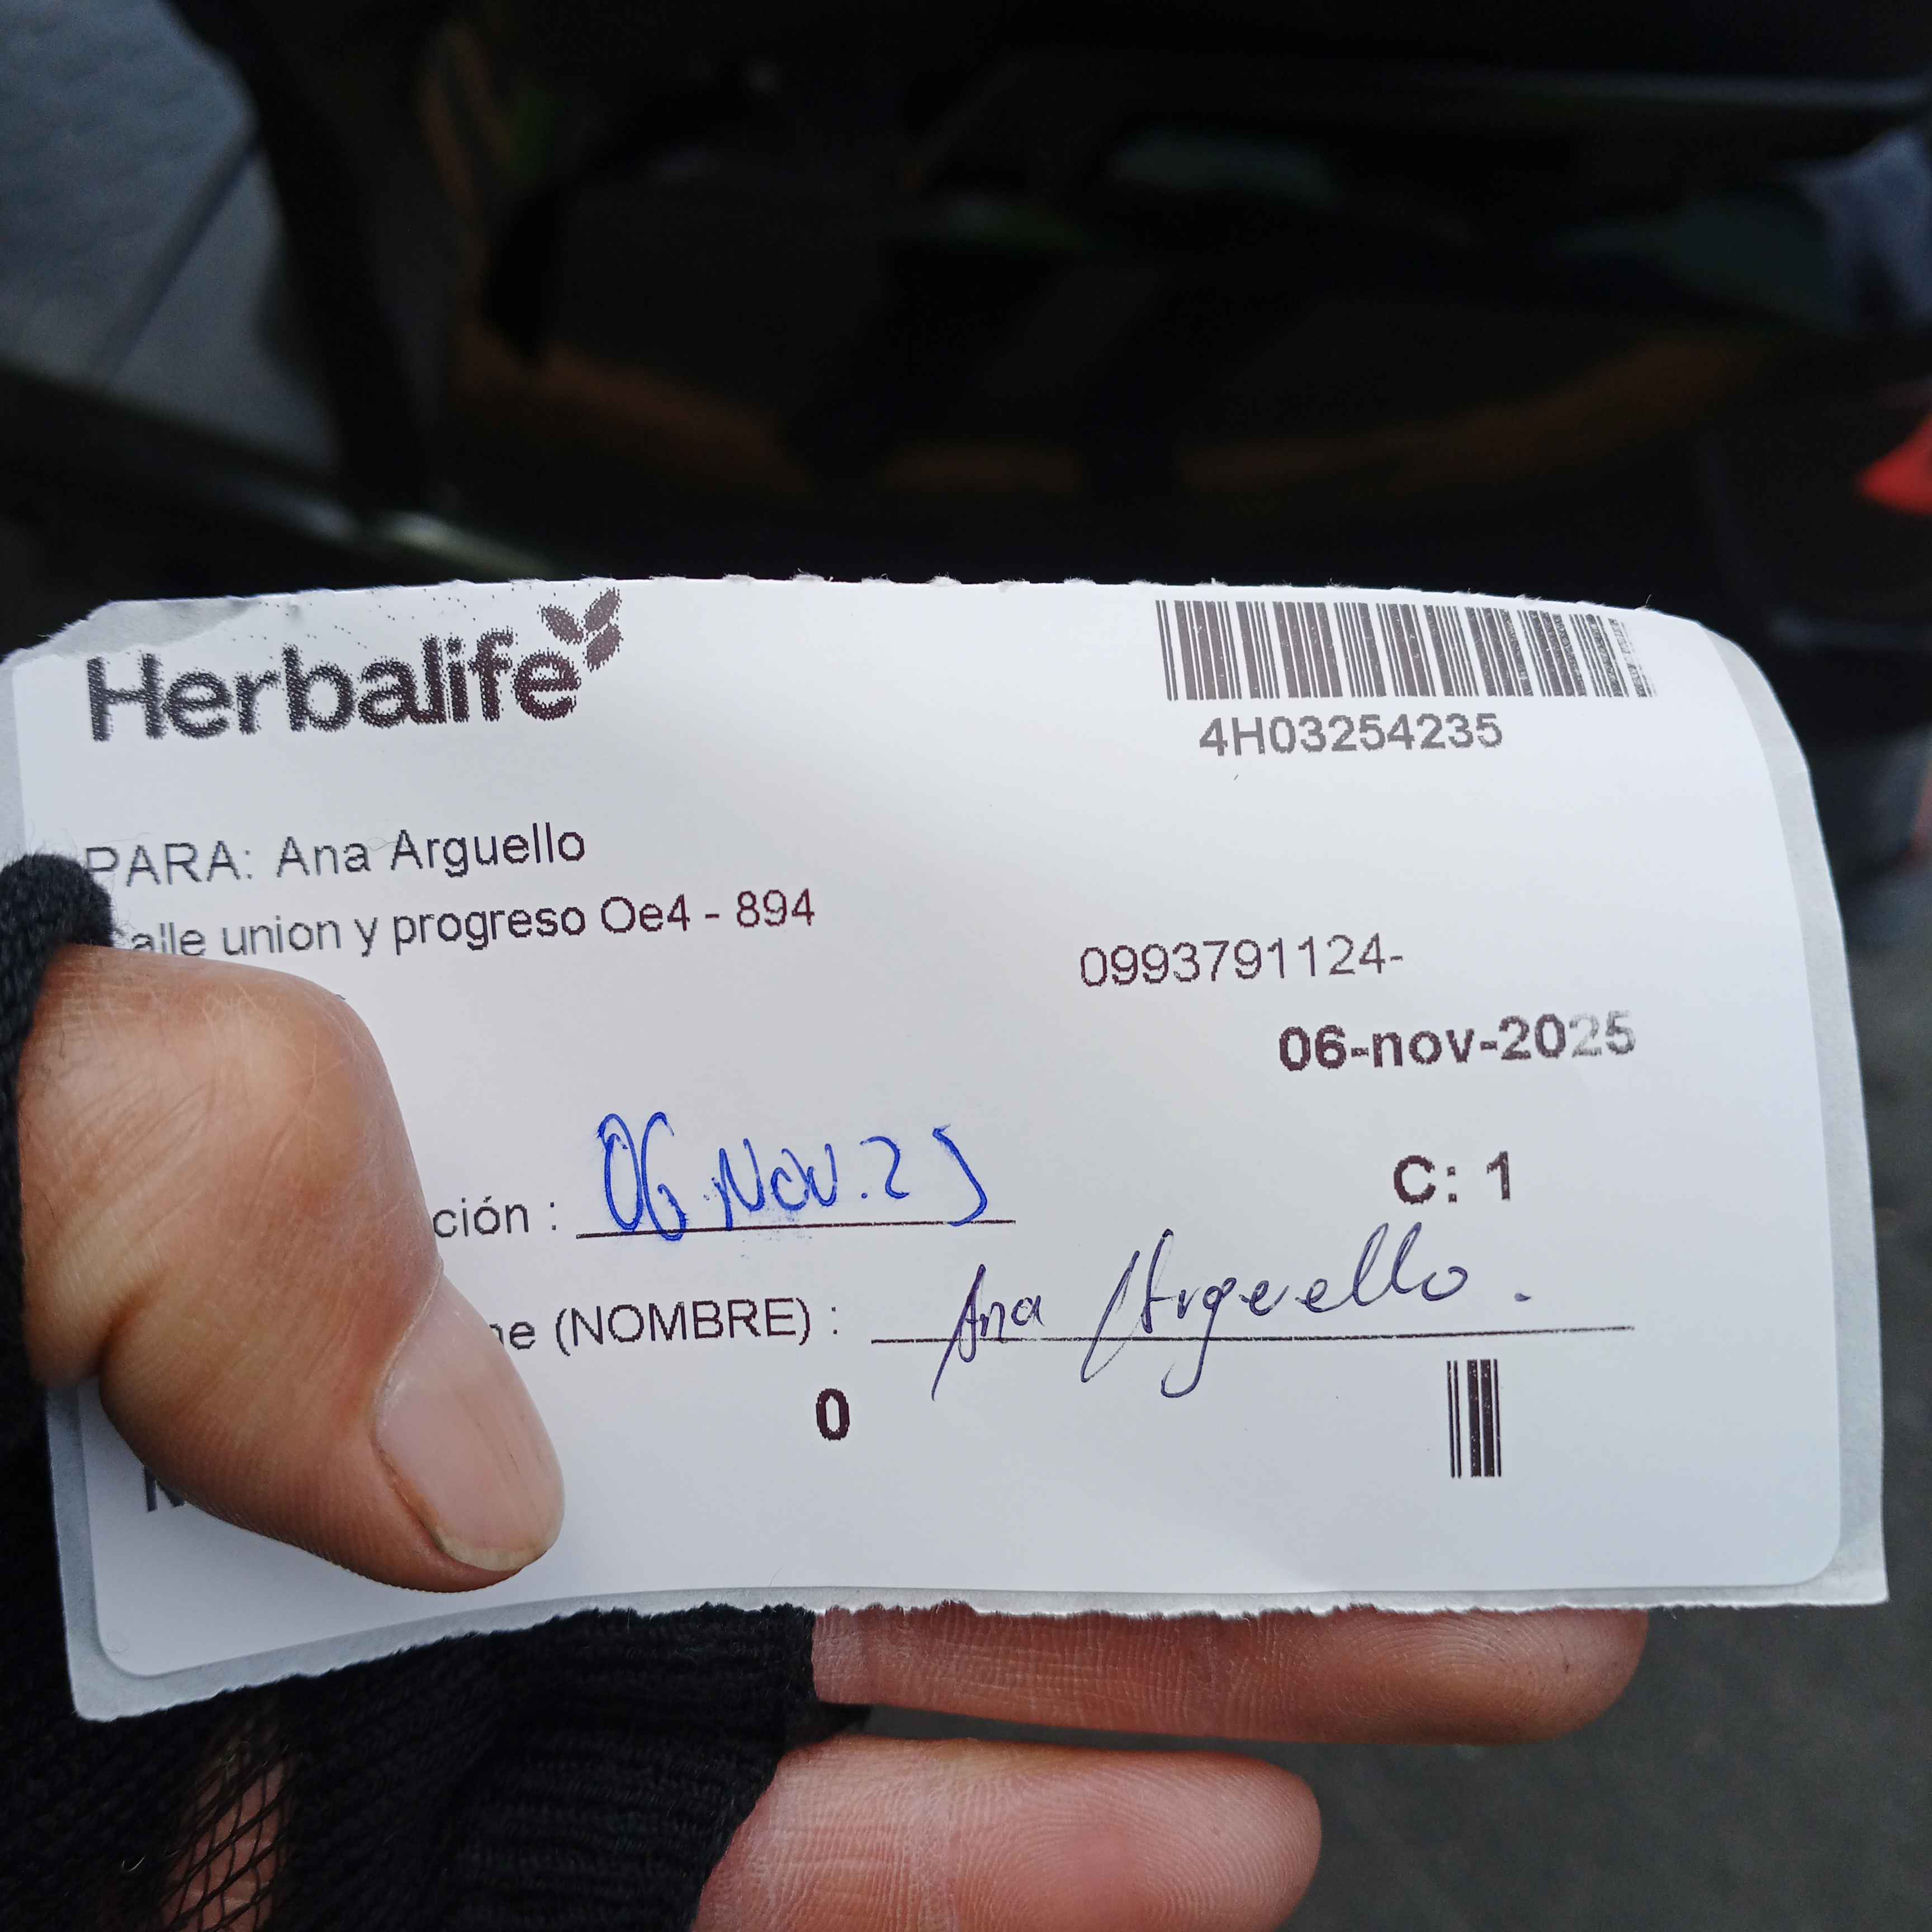 Herbalife
4H03254235
PARA: Ana Arguello
alle union y progreso Oe4 - 894
0993791124-
06-nov-2025
ción : 06 Nov. 25
C: 1
ne (NOMBRE) : Ana Arguello .
0